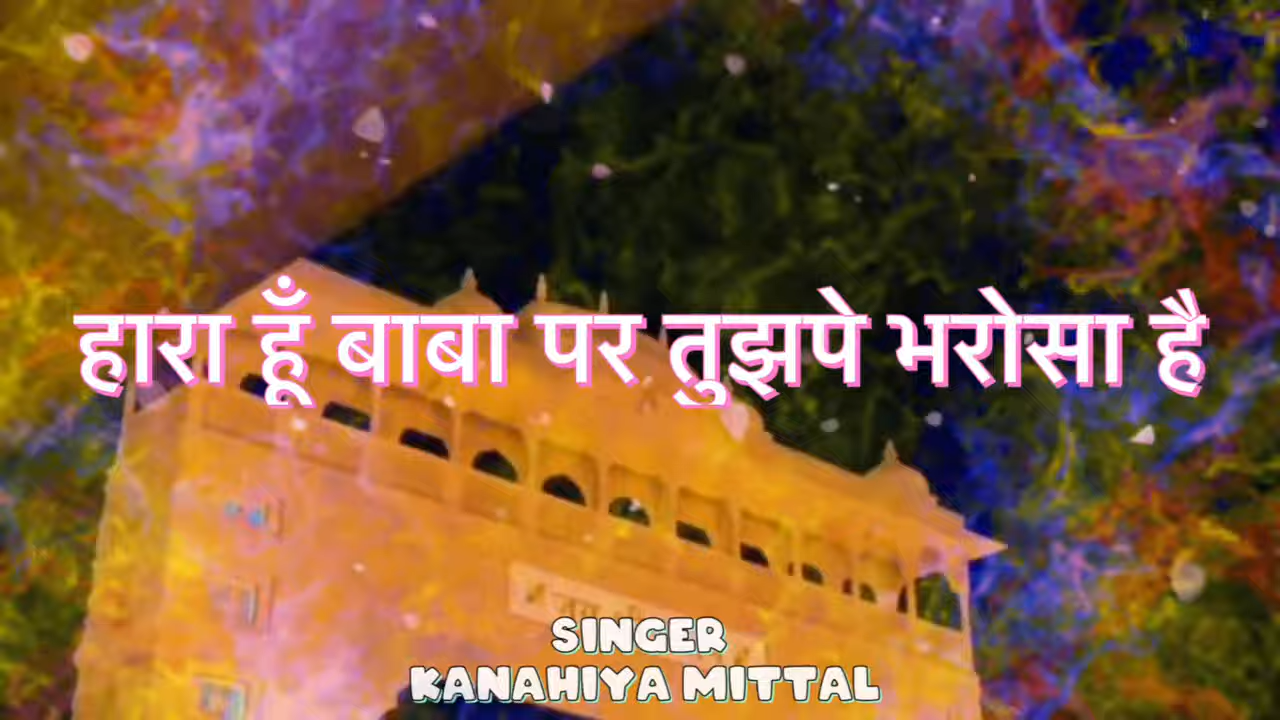 हारा हूँ बाबा पर तुझपे भरोसा है
SINGER
KANAHIYA MITTAL